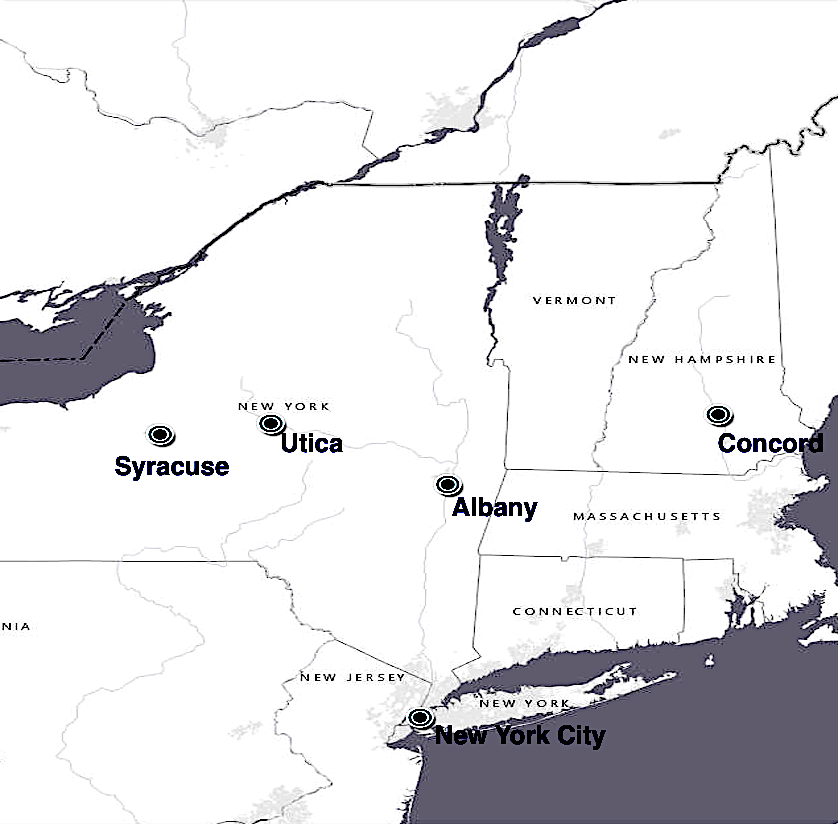 VERMONT
NEW HAMPSHIRE
NEW YORK
Utica
Concord
Syracuse
Albany
MASSACHUSETTS
CONNECTICUT
NIA
NEW JERSEY
NEW YORK
New York City